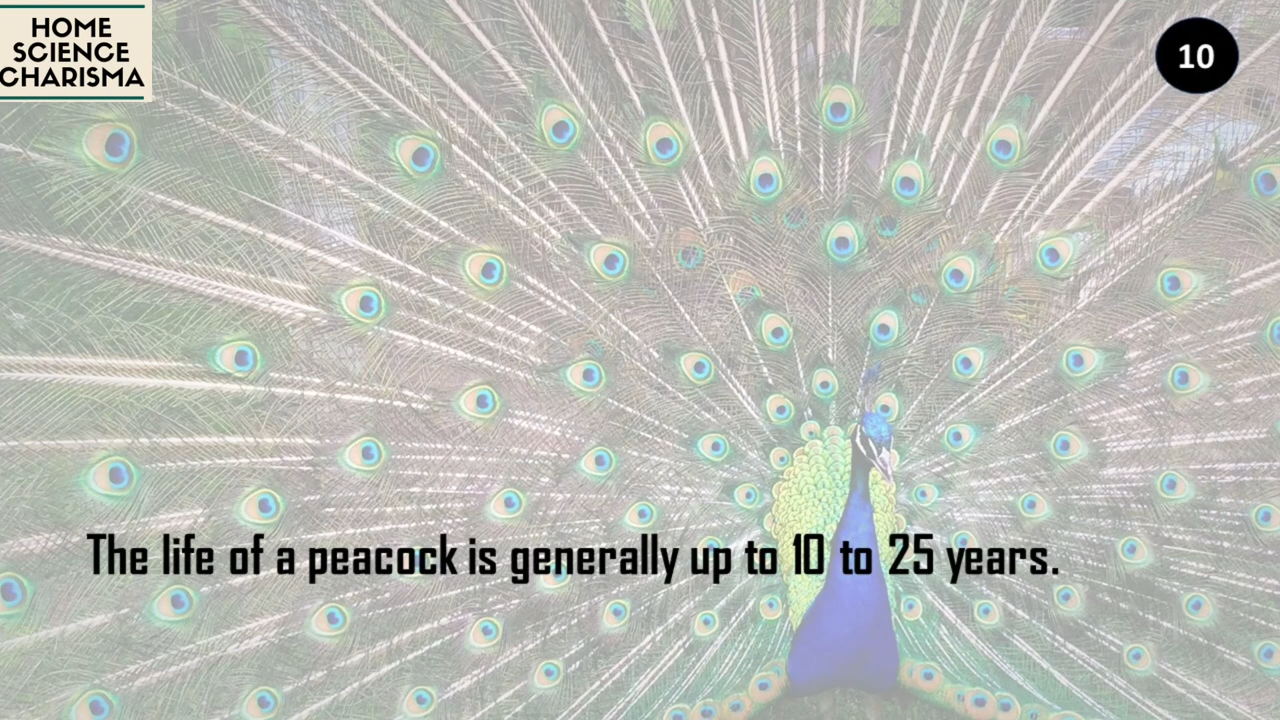 HOME
SCIENCE
CHARISMA
10
The life of a peacock is generally up to 10 to 25 years.